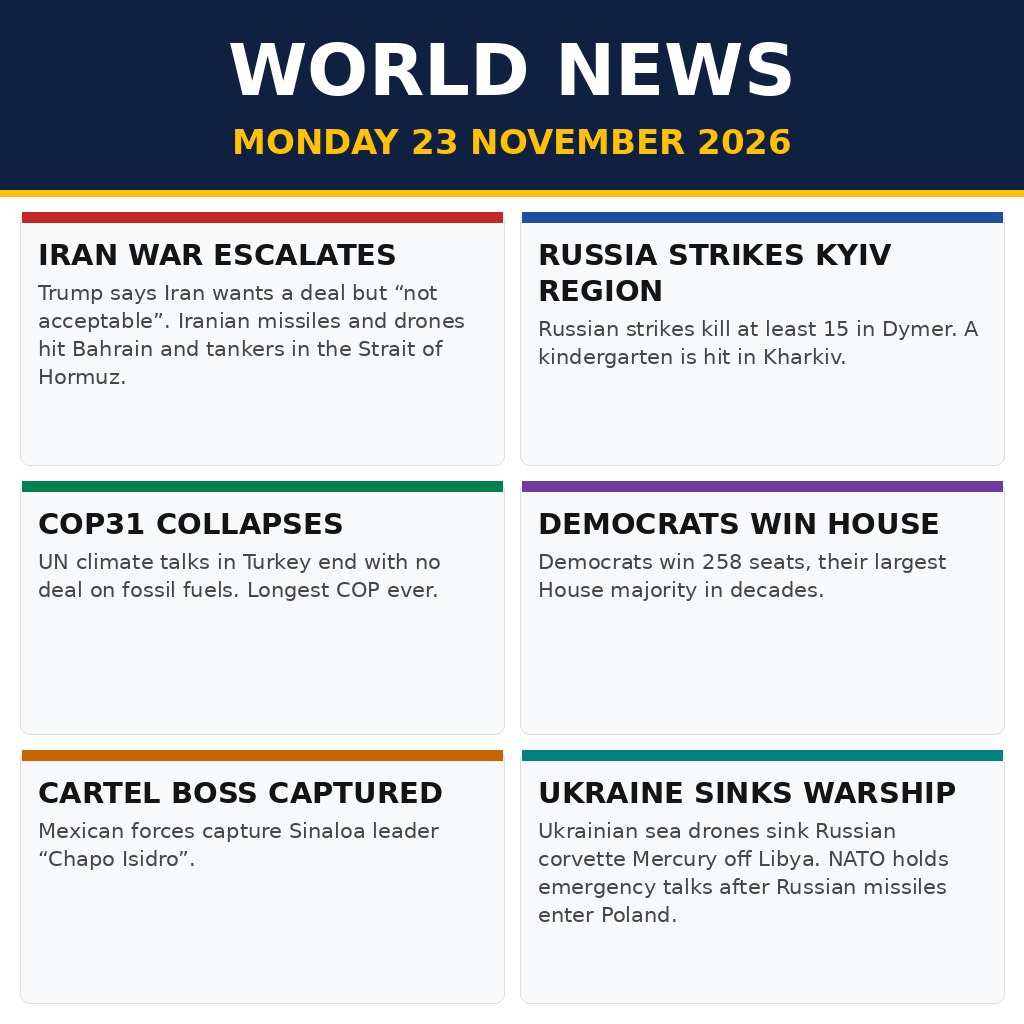 WORLD NEWS
MONDAY 23 NOVEMBER 2026
IRAN WAR ESCALATES
Trump says Iran wants a deal but “not
acceptable”. Iranian missiles and drones
hit Bahrain and tankers in the Strait of
Hormuz.
RUSSIA STRIKES KYIV
REGION
Russian strikes kill at least 15 in Dymer. A
kindergarten is hit in Kharkiv.
COP31 COLLAPSES
UN climate talks in Turkey end with no
deal on fossil fuels. Longest COP ever.
DEMOCRATS WIN HOUSE
Democrats win 258 seats, their largest
House majority in decades.
CARTEL BOSS CAPTURED
Mexican forces capture Sinaloa leader
“Chapo Isidro”.
UKRAINE SINKS WARSHIP
Ukrainian sea drones sink Russian
corvette Mercury off Libya. NATO holds
emergency talks after Russian missiles
enter Poland.